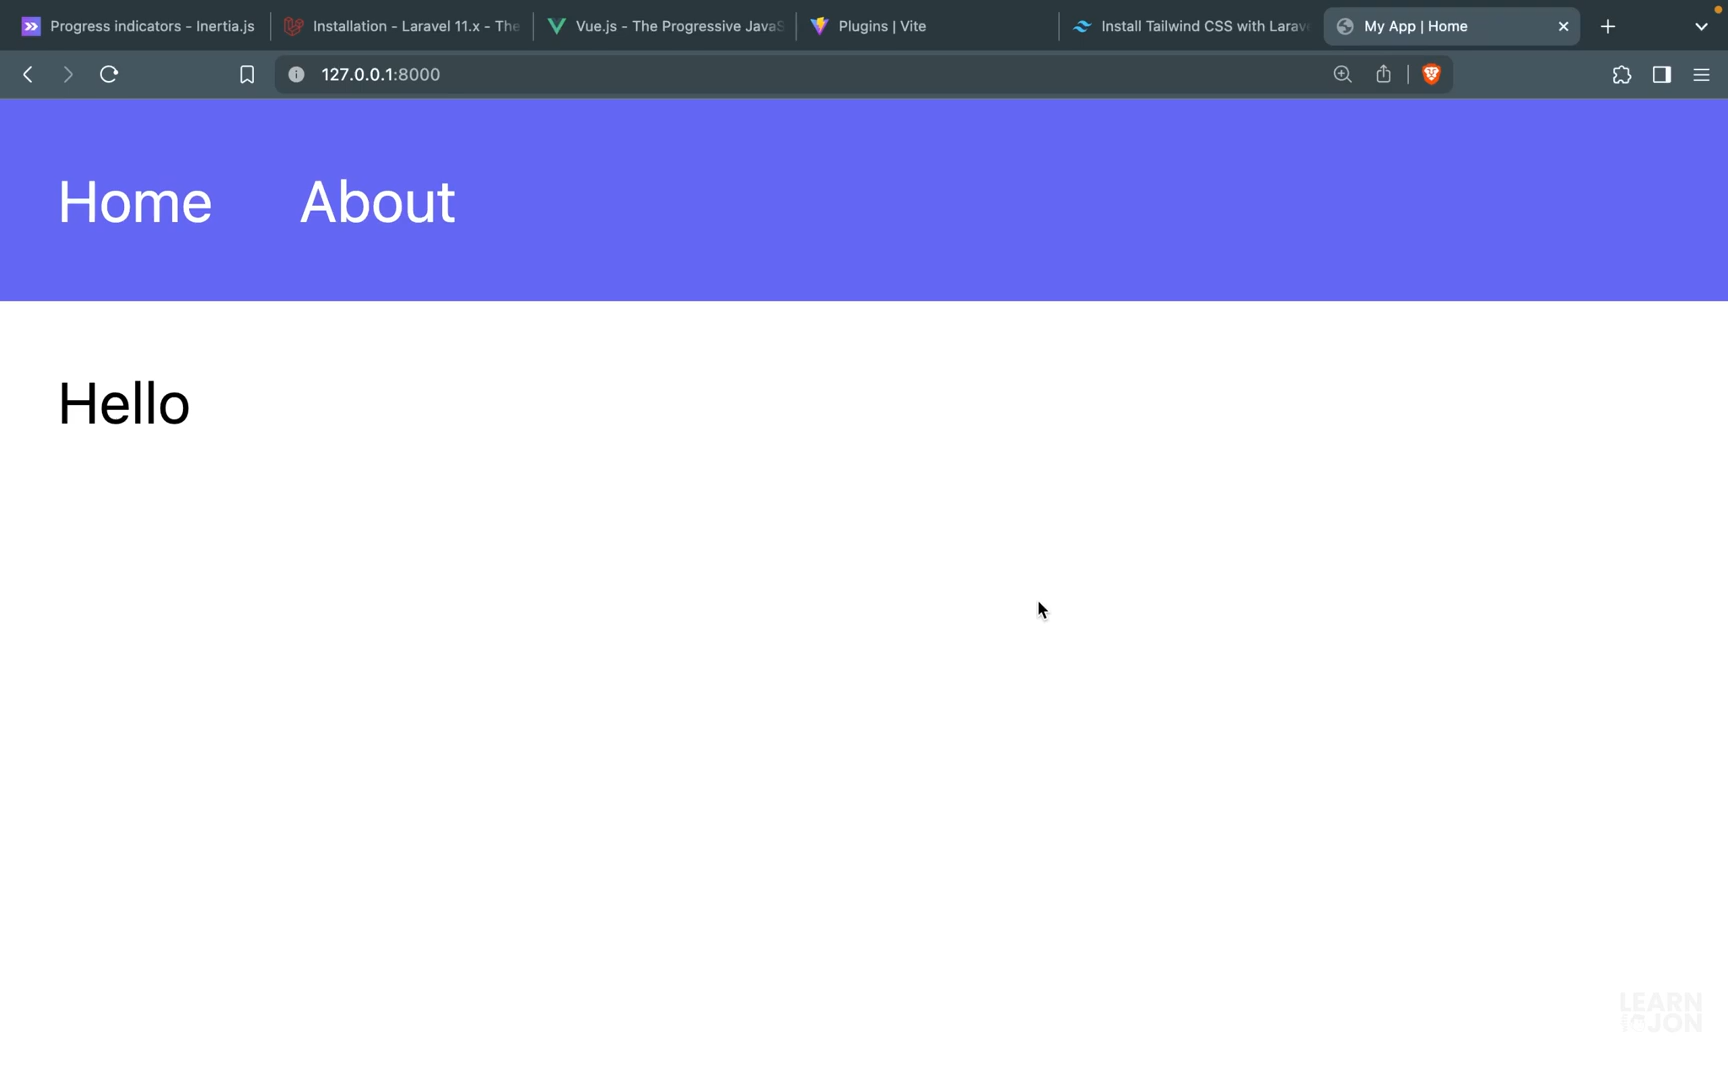 Progress indicators - Inertia.js
Installation - Laravel 11.x - The
Vue.js - The Progressive JavaS
Plugins | Vite
Install Tailwind CSS with Larav
My App | Home
127.0.0.1:8000
Home About
Hello
LEARN
JON